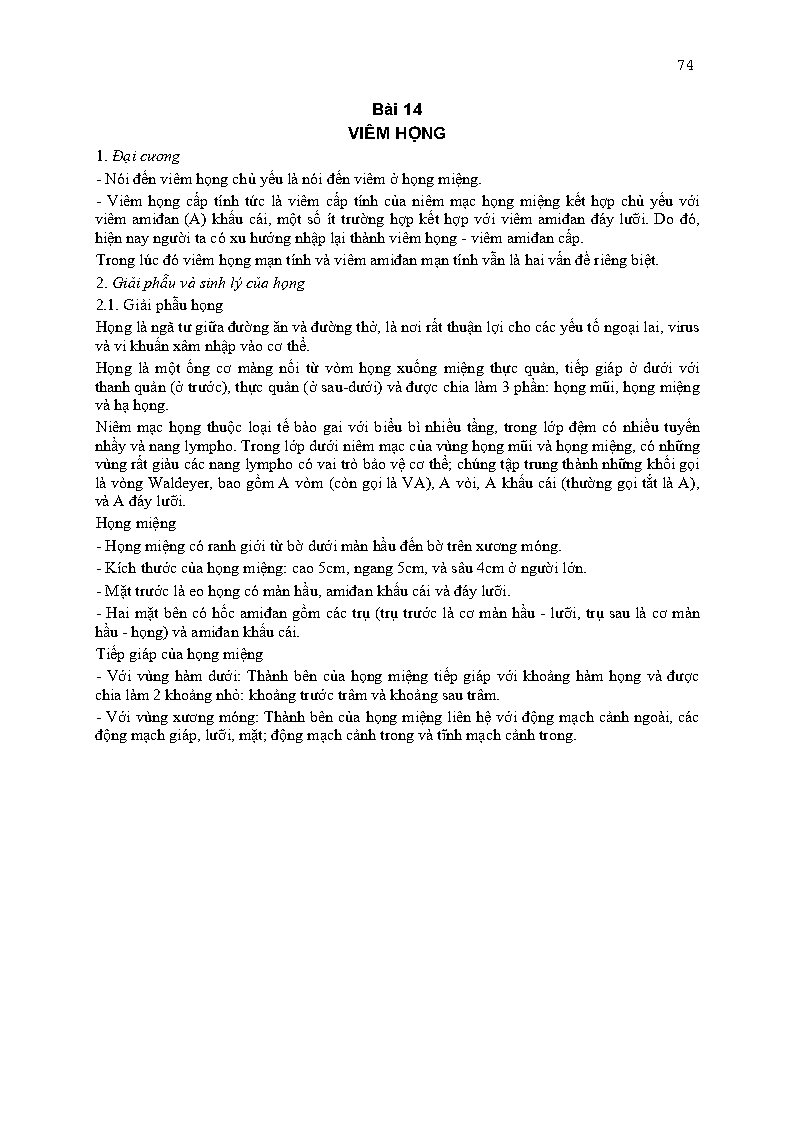 74
Bài 14
VIÊM HỌNG
1. Đại cương
- Nói đến viêm họng chủ yếu là nói đến viêm ở họng miệng.
- Viêm họng cấp tính tức là viêm cấp tính của niêm mạc họng miệng kết hợp chủ yếu với
viêm amiđan (A) khẩu cái, một số ít trường hợp kết hợp với viêm amiđan đáy lưỡi. Do đó,
hiện nay người ta có xu hướng nhập lại thành viêm họng - viêm amiđan cấp.
Trong lúc đó viêm họng mạn tính và viêm amiđan mạn tính vẫn là hai vấn đề riêng biệt.
2. Giải phẫu và sinh lý của họng
2.1. Giải phẫu họng
Họng là ngã tư giữa đường ăn và đường thở, là nơi rất thuận lợi cho các yếu tố ngoại lai, virus
và vi khuẩn xâm nhập vào cơ thể.
Họng là một ống cơ màng nối từ vòm họng xuống miệng thực quản, tiếp giáp ở dưới với
thanh quản (ở trước), thực quản (ở sau-dưới) và được chia làm 3 phần: họng mũi, họng miệng
và hạ họng.
Niêm mạc họng thuộc loại tế bào gai với biểu bì nhiều tầng, trong lớp đệm có nhiều tuyến
nhầy và nang lympho. Trong lớp dưới niêm mạc của vùng họng mũi và họng miệng, có những
vùng rất giàu các nang lympho có vai trò bảo vệ cơ thể; chúng tập trung thành những khối gọi
là vòng Waldeyer, bao gồm A vòm (còn gọi là VA), A vòi, A khẩu cái (thường gọi tắt là A),
và A đáy lưỡi.
Họng miệng
- Họng miệng có ranh giới từ bờ dưới màn hầu đến bờ trên xương móng.
- Kích thước của họng miệng: cao 5cm, ngang 5cm, và sâu 4cm ở người lớn.
- Mặt trước là eo họng có màn hầu, amiđan khẩu cái và đáy lưỡi.
- Hai mặt bên có hốc amiđan gồm các trụ (trụ trước là cơ màn hầu - lưỡi, trụ sau là cơ màn
hầu - họng) và amiđan khẩu cái.
Tiếp giáp của họng miệng
- Với vùng hàm dưới: Thành bên của họng miệng tiếp giáp với khoảng hàm họng và được
chia làm 2 khoảng nhỏ: khoảng trước trâm và khoảng sau trâm.
- Với vùng xương móng: Thành bên của họng miệng liên hệ với động mạch cảnh ngoài, các
động mạch giáp, lưỡi, mặt; động mạch cảnh trong và tĩnh mạch cảnh trong.